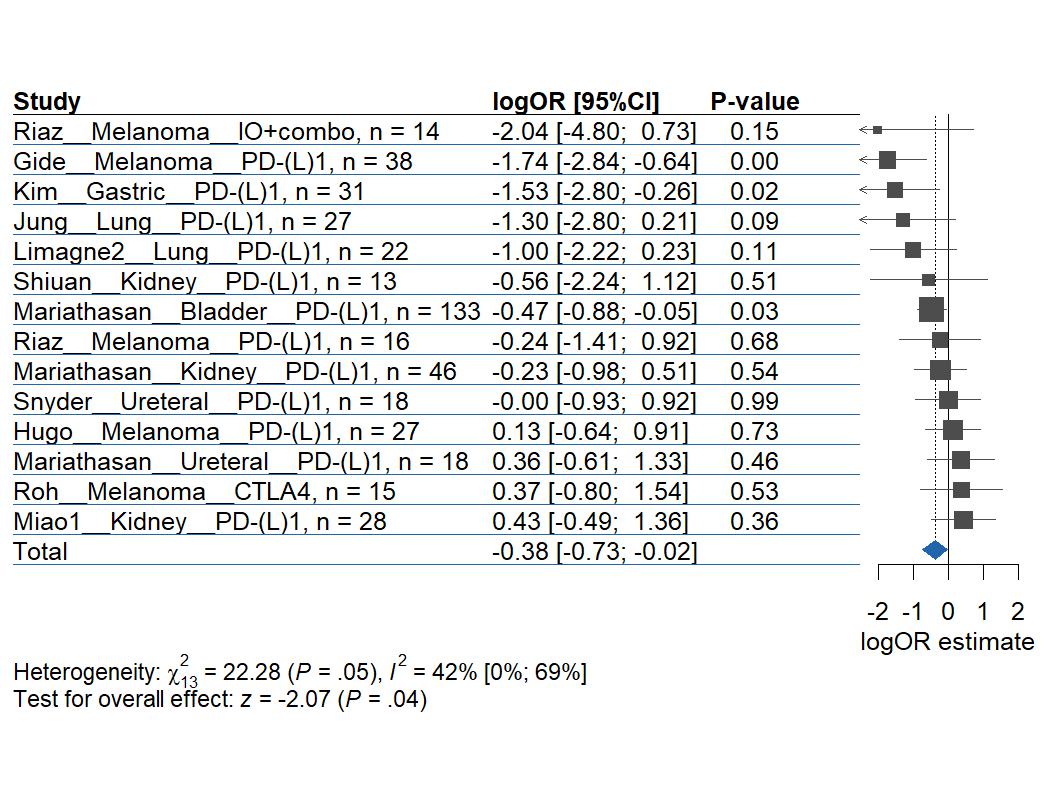 Study logOR [95%CI] P-value
Riaz__Melanoma__IO+combo, n = 14 -2.04 [-4.80; 0.73] 0.15
Gide__Melanoma__PD-(L)1, n = 38 -1.74 [-2.84; -0.64] 0.00
Kim__Gastric__PD-(L)1, n = 31 -1.53 [-2.80; -0.26] 0.02
Jung__Lung__PD-(L)1, n = 27 -1.30 [-2.80; 0.21] 0.09
Limagne2__Lung__PD-(L)1, n = 22 -1.00 [-2.22; 0.23] 0.11
Shiuan__Kidney__PD-(L)1, n = 13 -0.56 [-2.24; 1.12] 0.51
Mariathasan__Bladder__PD-(L)1, n = 133 -0.47 [-0.88; -0.05] 0.03
Riaz__Melanoma__PD-(L)1, n = 16 -0.24 [-1.41; 0.92] 0.68
Mariathasan__Kidney__PD-(L)1, n = 46 -0.23 [-0.98; 0.51] 0.54
Snyder__Ureteral__PD-(L)1, n = 18 -0.00 [-0.93; 0.92] 0.99
Hugo__Melanoma__PD-(L)1, n = 27 0.13 [-0.64; 0.91] 0.73
Mariathasan__Ureteral__PD-(L)1, n = 18 0.36 [-0.61; 1.33] 0.46
Roh__Melanoma__CTLA4, n = 15 0.37 [-0.80; 1.54] 0.53
Miao1__Kidney__PD-(L)1, n = 28 0.43 [-0.49; 1.36] 0.36
Total -0.38 [-0.73; -0.02]
-2 -1 0 1 2
logOR estimate
Heterogeneity: χ²₁₃ = 22.28 (P = .05), I² = 42% [0%; 69%]
Test for overall effect: z = -2.07 (P = .04)